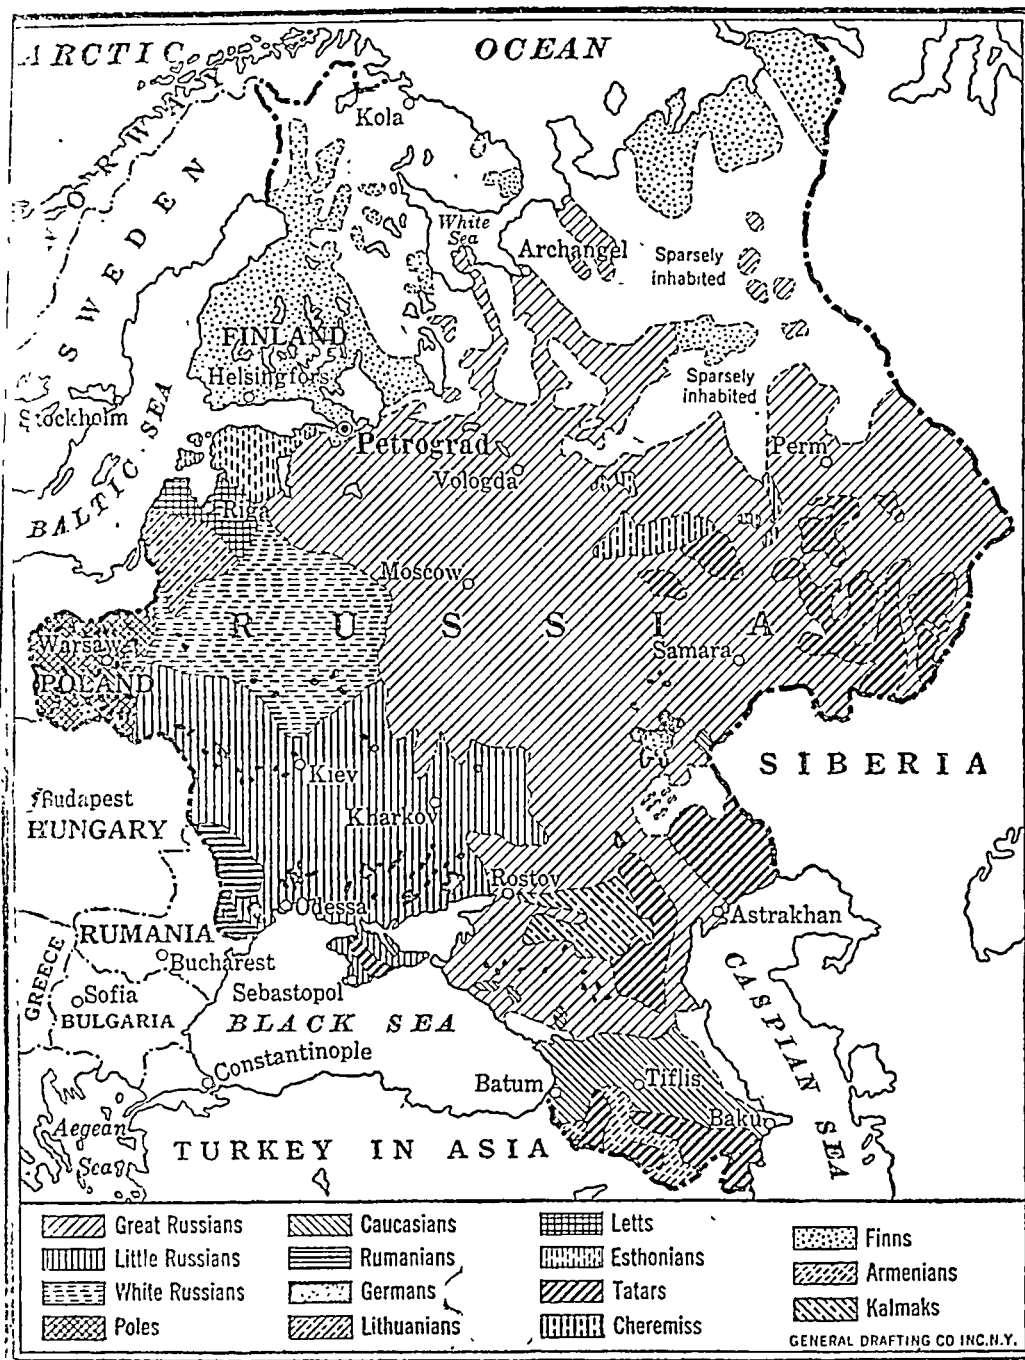 ARCTIC OCEAN
NORWAY
SWEDEN
Kola
White
Sea
Archangel
Sparsely
inhabited
FINLAND
Helsingfors
Sparsely
inhabited
Stockholm
BALTIC SEA
Petrograd
Vologda
Perm
Riga
Moscow
RUSSIA
Warsaw
POLAND
Samara
SIBERIA
Kiev
Budapest
HUNGARY
Kharkov
Rostov
Odessa
Astrakhan
RUMANIA
Bucharest
GREECE
Sofia
BULGARIA
Sebastopol
BLACK SEA
CASPIAN SEA
Constantinople
Batum
Tiflis
Baku
Aegean
Sea
TURKEY IN ASIA
Great Russians
Little Russians
White Russians
Poles
Caucasians
Rumanians
Germans
Lithuanians
Letts
Esthonians
Tatars
Cheremiss
Finns
Armenians
Kalmaks
GENERAL DRAFTING CO INC.N.Y.